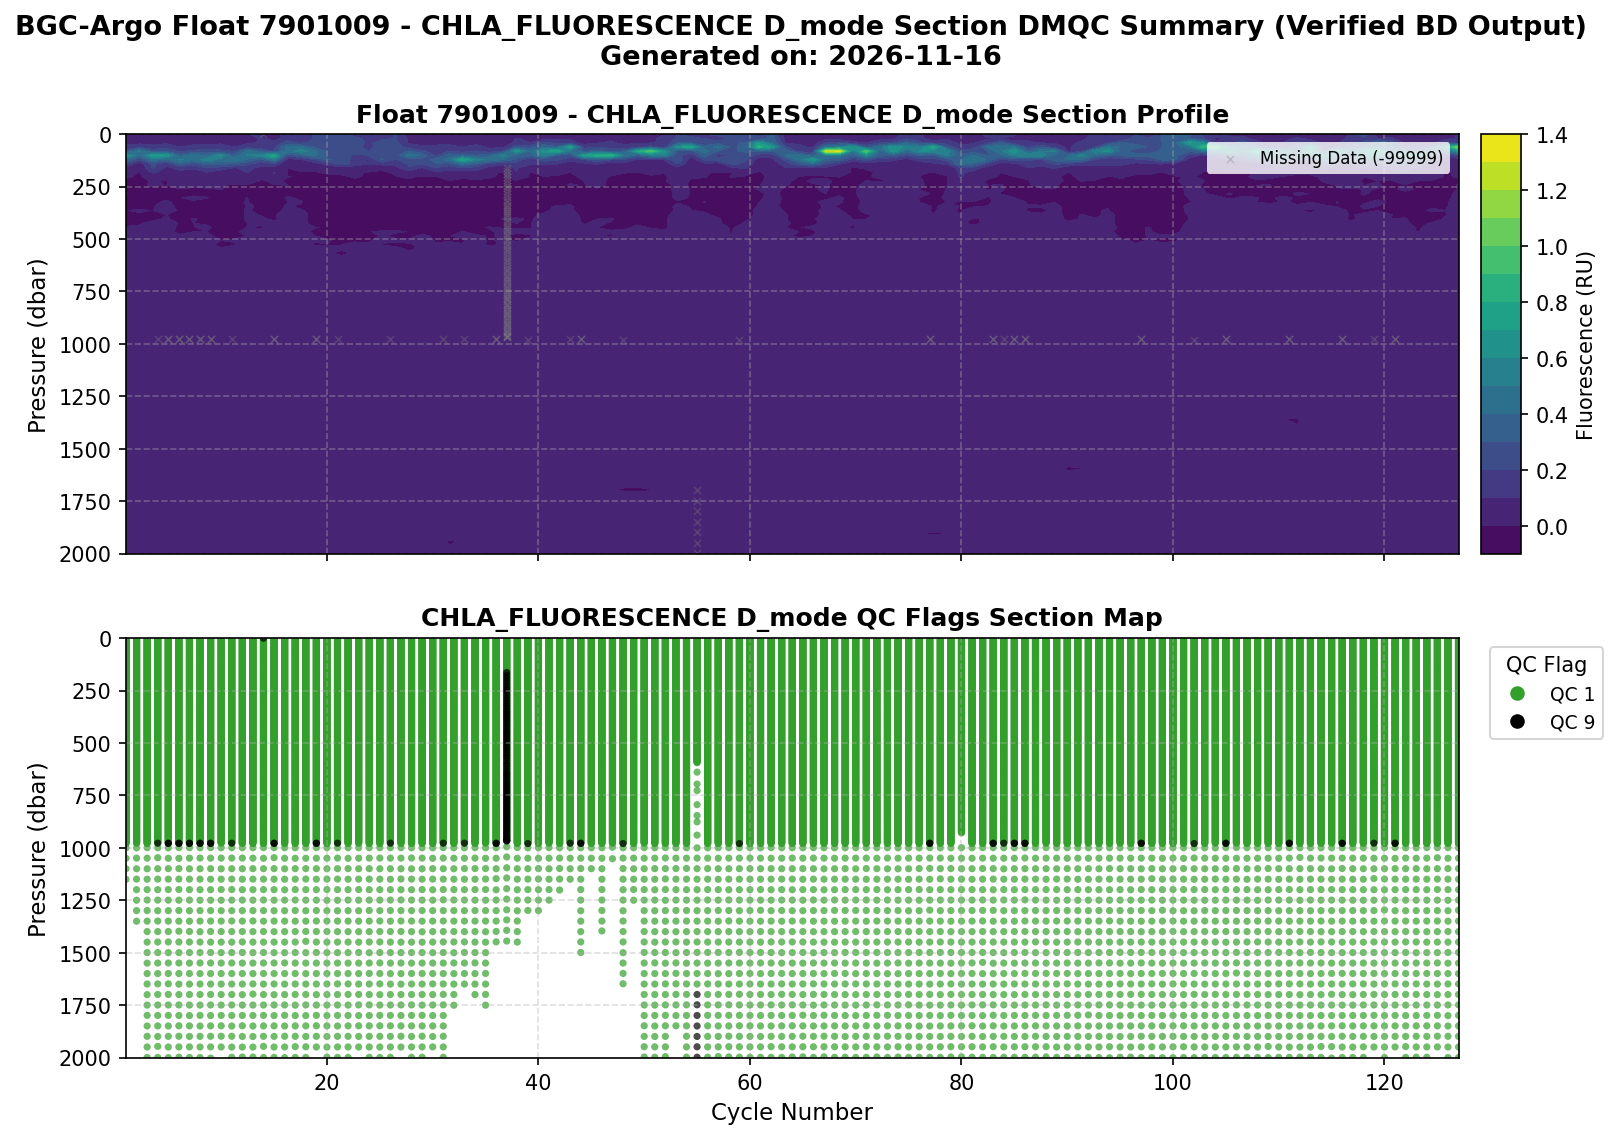 BGC-Argo Float 7901009 - CHLA_FLUORESCENCE D_mode Section DMQC Summary (Verified BD Output)
Generated on: 2026-11-16
Float 7901009 - CHLA_FLUORESCENCE D_mode Section Profile
Missing Data (-99999)
0
250
500
750
1000
1250
1500
1750
2000
Pressure (dbar)
1.4
1.2
1.0
0.8
0.6
0.4
0.2
0.0
Fluorescence (RU)
CHLA_FLUORESCENCE D_mode QC Flags Section Map
0
250
500
750
1000
1250
1500
1750
2000
Pressure (dbar)
QC Flag
QC 1
QC 9
20
40
60
80
100
120
Cycle Number